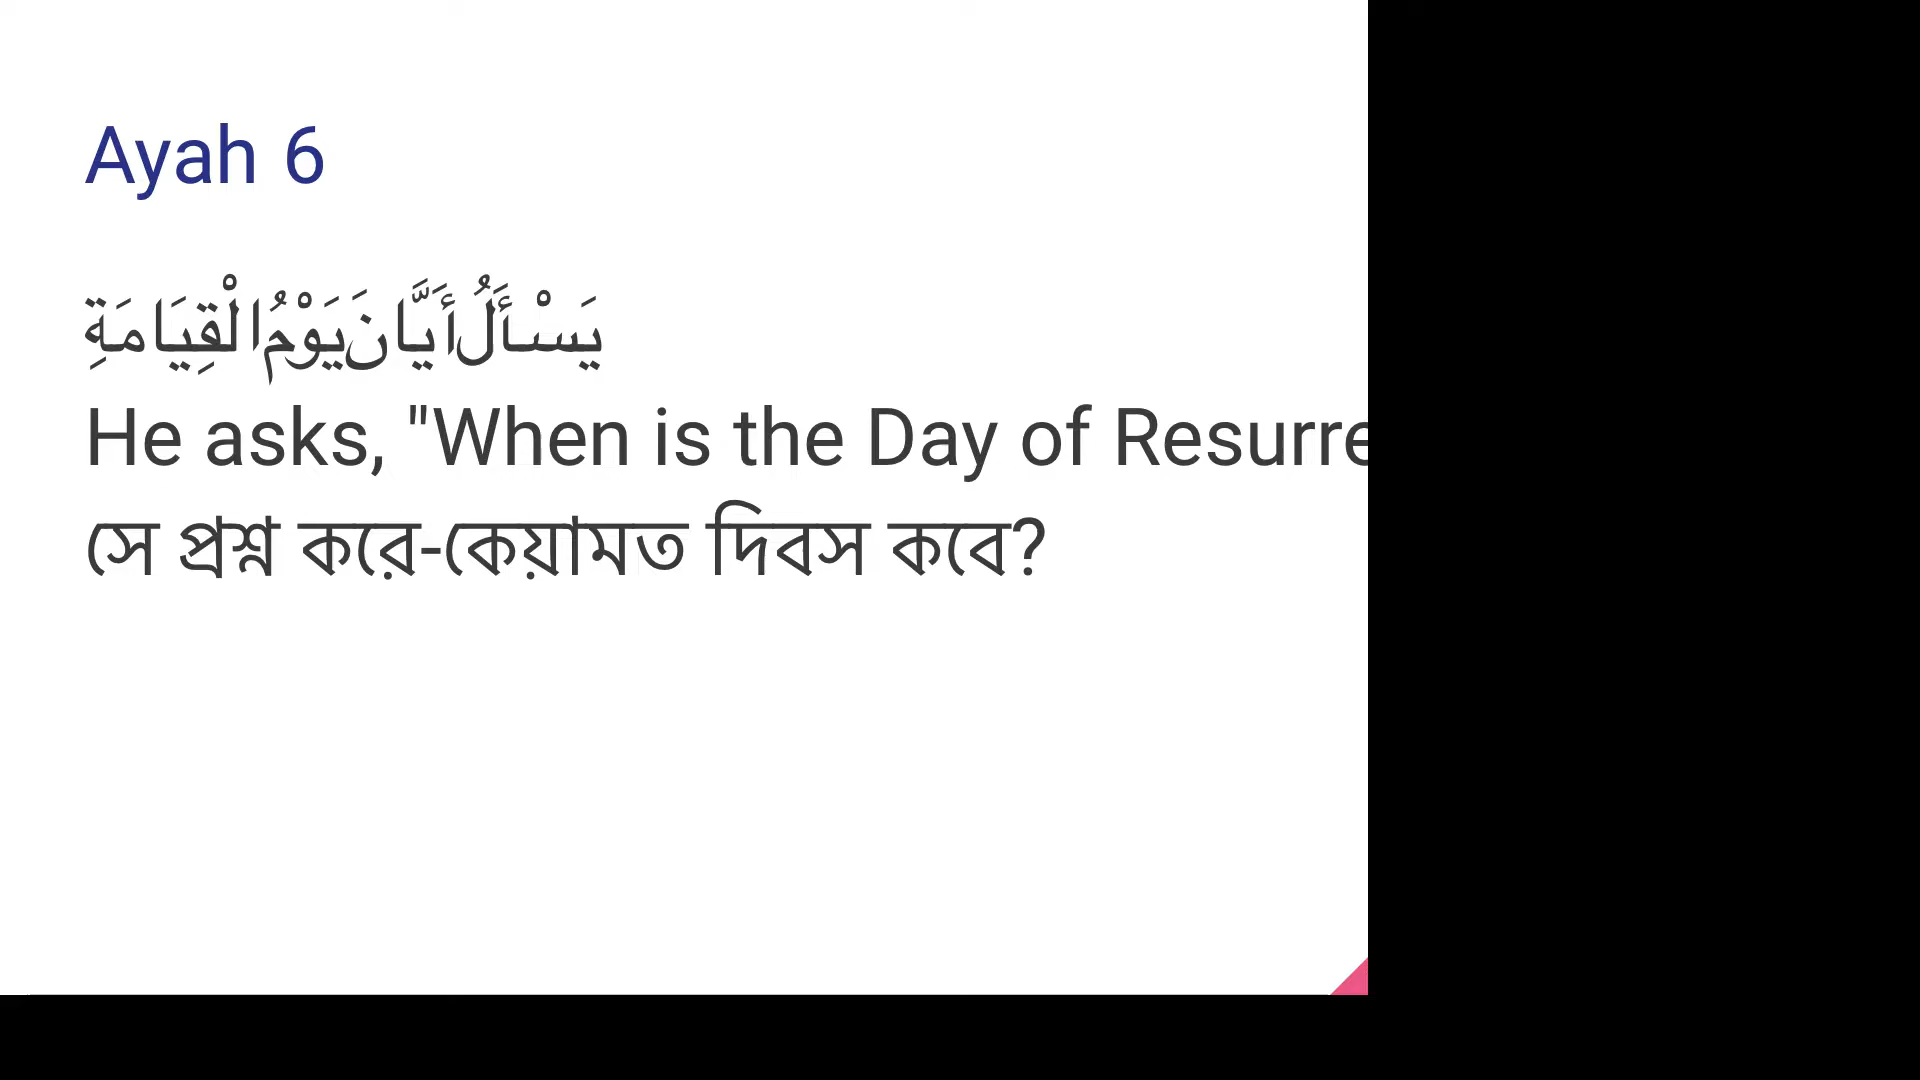 Ayah 6
يَسْأَلُ أَيَّانَ يَوْمُ الْقِيَامَةِ
He asks, "When is the Day of Resurre
সে প্রশ্ন করে-কেয়ামত দিবস কবে?